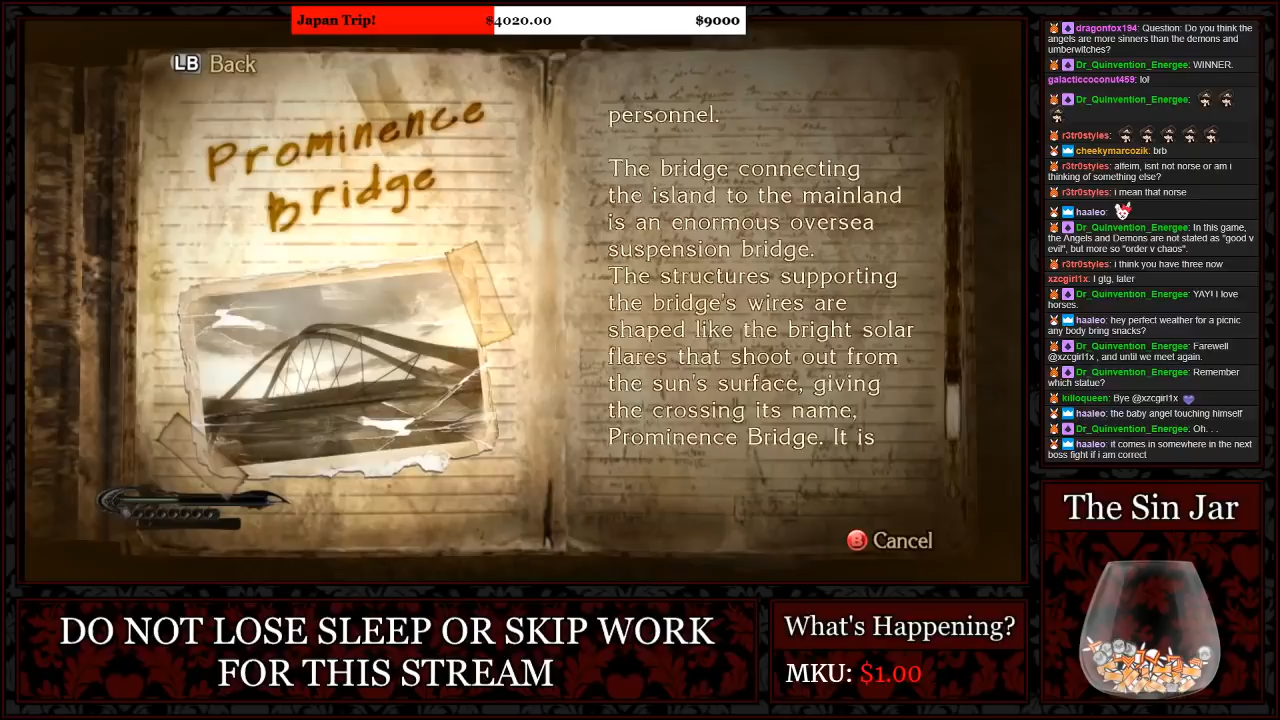 Japan Trip!
$4020.00
$9000
LB Back
Prominence
Bridge
personnel.
The bridge connecting
the island to the mainland
is an enormous oversea
suspension bridge.
The structures supporting
the bridge's wires are
shaped like the bright solar
flares that shoot out from
the sun's surface, giving
the crossing its name,
Prominence Bridge. It is
B Cancel
dragonfox194: Question: Do you think the
angels are more sinners than the demons and
umberwitches?
Dr_Quinvention_Energee: WINNER.
galacticcoconut459: lol
Dr_Quinvention_Energee:
r3tr0styles:
cheekymarcozik: brb
r3tr0styles: alfeim, isnt not norse or am i
thinking of something else?
r3tr0styles: i mean that norse
haaleo:
Dr_Quinvention_Energee: In this game,
the Angels and Demons are not stated as "good v
evil", but more so "order v chaos".
r3tr0styles: i think you have three now
xzcgirl1x: I gtg, later
Dr_Quinvention_Energee: YAY! I love
horses.
haaleo: hey perfect weather for a picnic
any body bring snacks?
Dr_Quinvention_Energee: Farewell
@xzcgirl1x , and until we meet again.
Dr_Quinvention_Energee: Remember
which statue?
killoqueen: Bye @xzcgirl1x
haaleo: the baby angel touching himself
Dr_Quinvention_Energee: Oh. . .
haaleo: it comes in somewhere in the next
boss fight if i am correct
The Sin Jar
DO NOT LOSE SLEEP OR SKIP WORK
FOR THIS STREAM
What's Happening?
MKU: $1.00